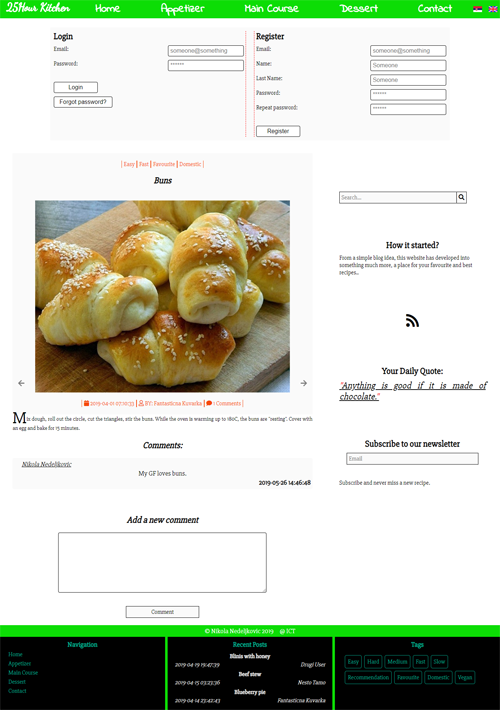 25Hour Kitchen Home Appetizer Main Course Dessert Contact
Login
Email: someone@something
Password: ******
Login
Forgot password?
Register
Email: someone@something
Name: Someone
Last Name: Someone
Password: ******
Repeat password: ******
Register
| Easy | Fast | Favourite | Domestic |
Buns
| 2019-04-01 07:10:33 | BY: Fantasticna Kuvarka | 1 Comments |
Mix dough, roll out the circle, cut the triangles, stir the buns. While the oven is warming up to 180C, the buns are "resting". Cover with
an egg and bake for 15 minutes.
Comments:
Nikola Nedeljkovic
My GF loves buns.
2019-05-26 14:46:48
Add a new comment
Comment
Search...
How it started?
From a simple blog idea, this website has developed into
something much more, a place for your favourite and best
recipes..
Your Daily Quote:
"Anything is good if it is made of
chocolate."
Subscribe to our newsletter
Email
Subscribe and never miss a new recipe.
© Nikola Nedeljkovic 2019 @ ICT
Navigation
Home
Appetizer
Main Course
Dessert
Contact
Recent Posts
Blinis with honey
2019-04-19 19:47:39 Drugi User
Beef stew
2019-04-15 03:23:36 Nesto Tamo
Blueberry pie
2019-04-14 23:42:43 Fantasticna Kuvarka
Tags
Easy Hard Medium Fast Slow
Recommendation Favourite Domestic Vegan